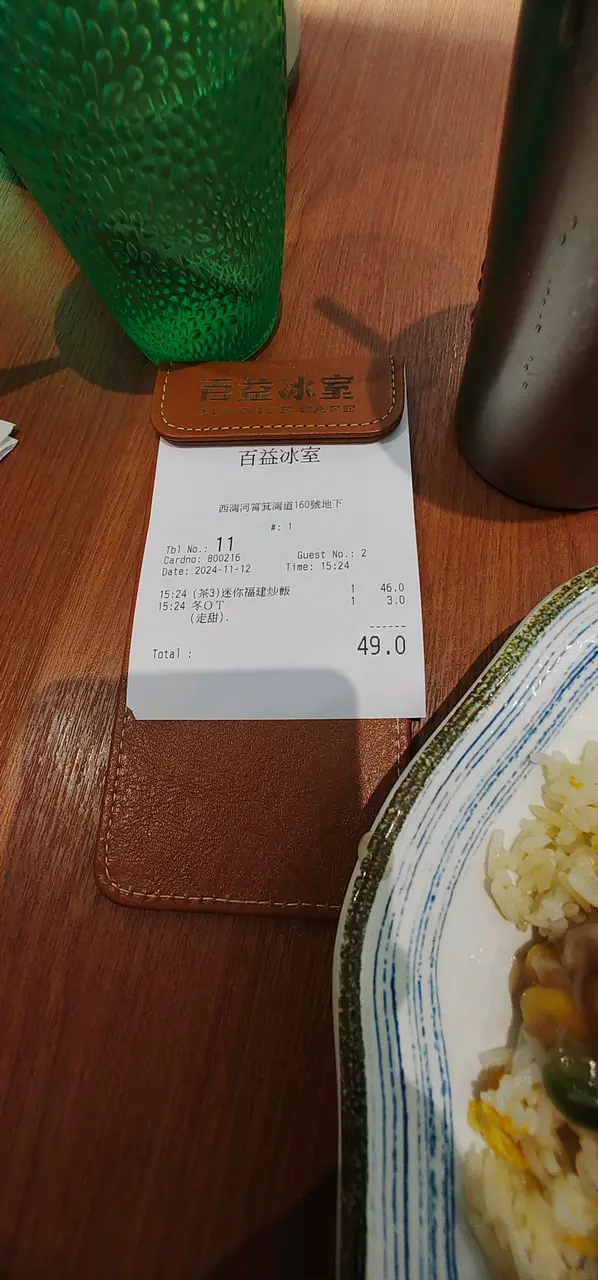 百益冰室
百益冰室
西灣河筲箕灣道160號地下
#: 1
Tbl No.: 11
Cardno: 800216 Guest No.: 2
Date: 2024-11-12 Time: 15:24
15:24 (茶3)迷你福建炒飯 1 46.0
15:24 冬OT 1 3.0
(走甜).
------
Total : 49.0